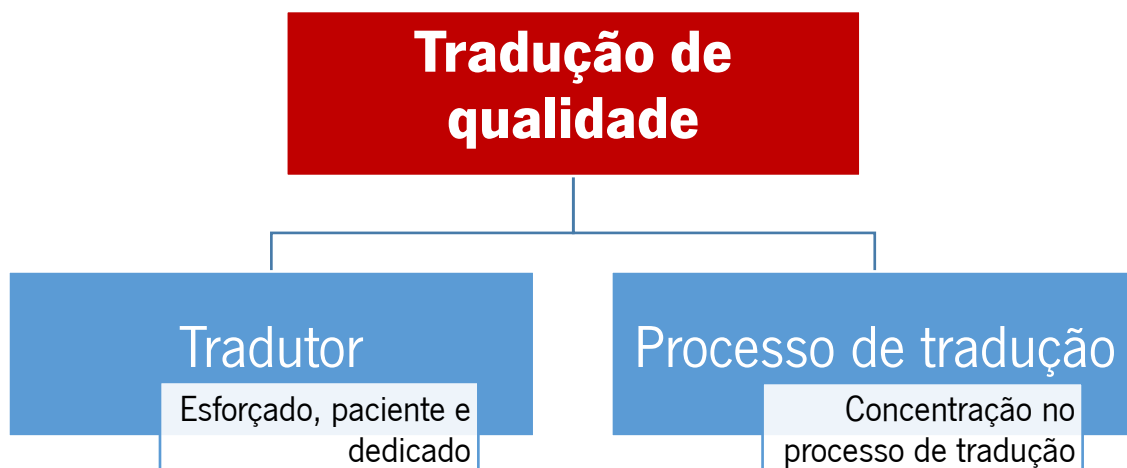 Tradução de
qualidade
Tradutor
Esforçado, paciente e
dedicado
Processo de tradução
Concentração no
processo de tradução